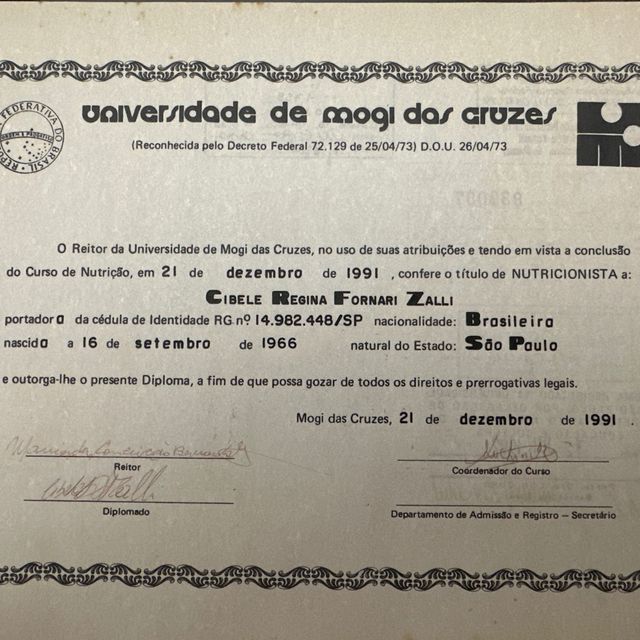 universidade de mogi das cruzes
(Reconhecida pelo Decreto Federal 72.129 de 25/04/73) D.O.U. 26/04/73
O Reitor da Universidade de Mogi das Cruzes, no uso de suas atribuições e tendo em vista a conclusão
do Curso de Nutrição, em 21 de dezembro de 1991 , confere o título de NUTRICIONISTA a:
CIBELE REGINA FORNARI ZALLI
portadora da cédula de Identidade RG nº 14.982.448/SP nacionalidade: Brasileira
nascida a 16 de setembro de 1966 natural do Estado: São Paulo
e outorga-lhe o presente Diploma, a fim de que possa gozar de todos os direitos e prerrogativas legais.
Mogi das Cruzes, 21 de dezembro de 1991 .
Reitor
Coordenador do Curso
Diplomado
Departamento de Admissão e Registro — Secretário